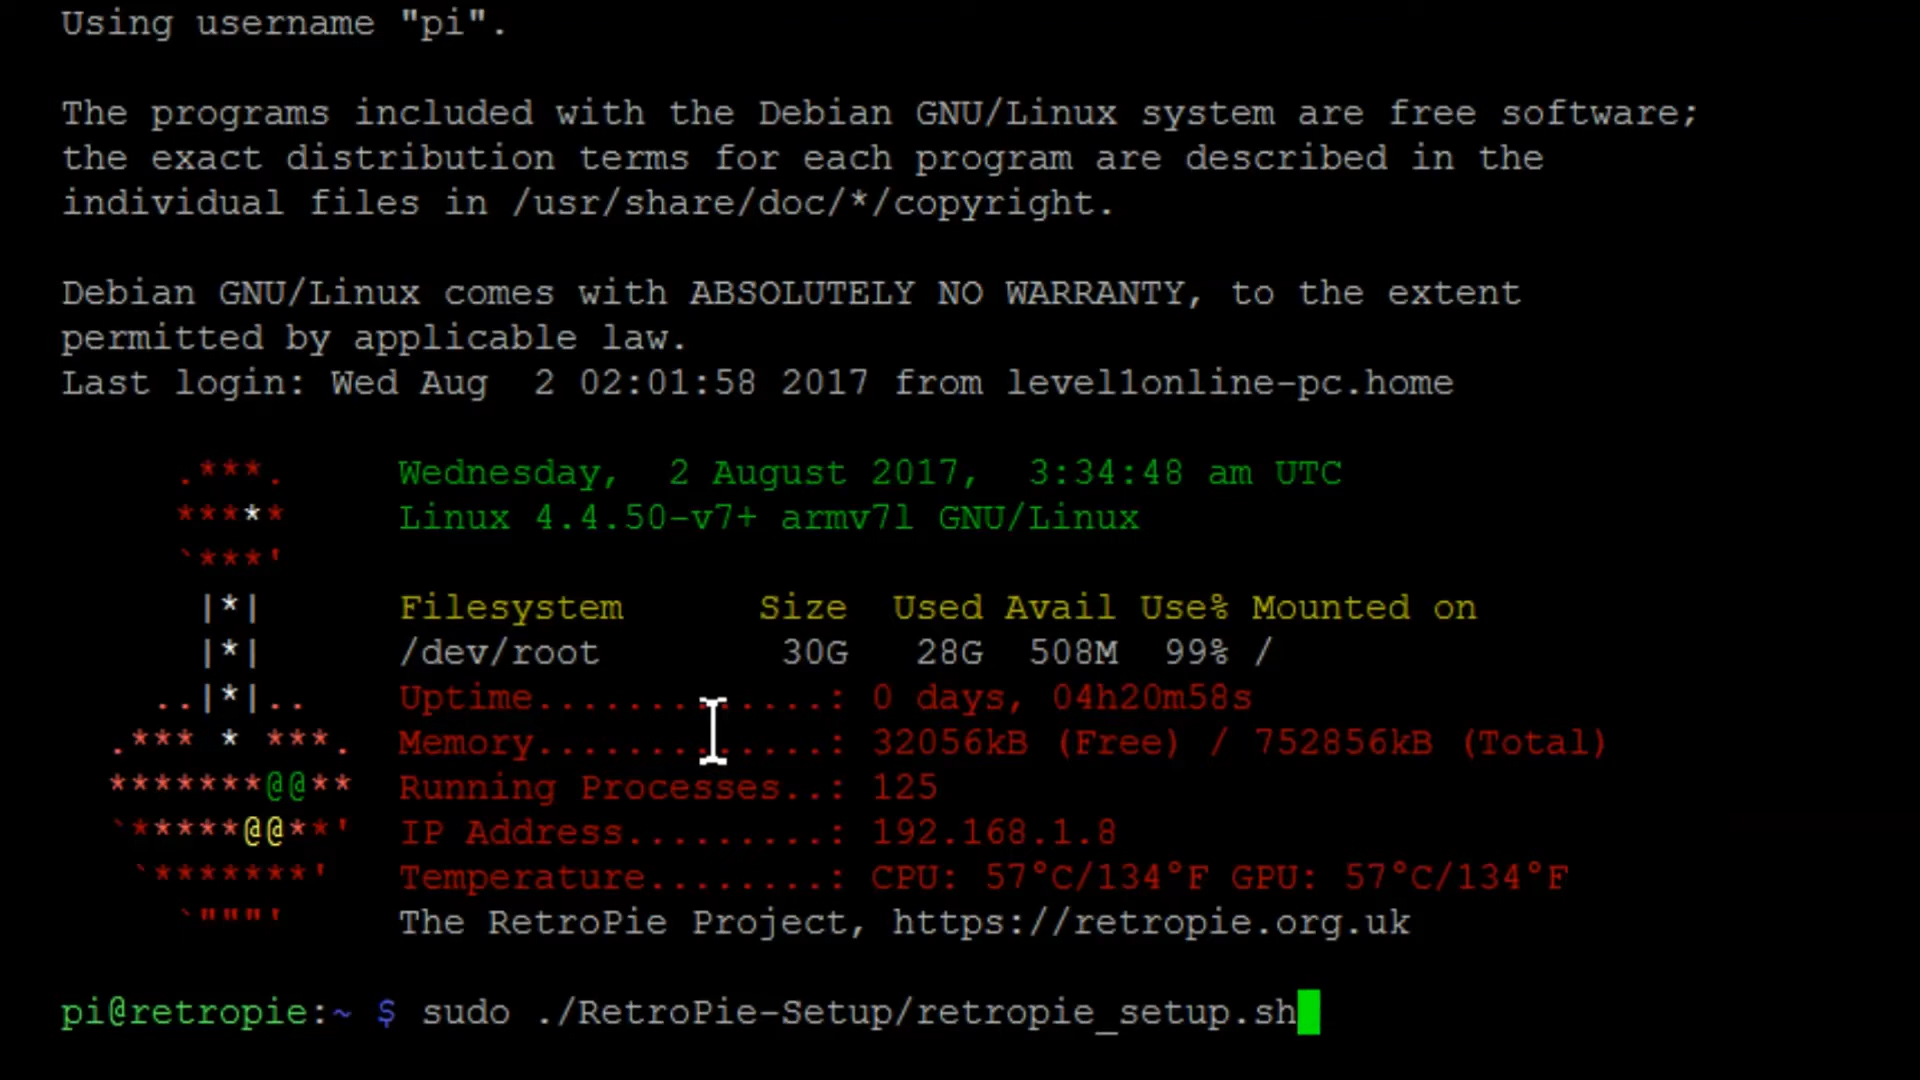 Using username "pi".
The programs included with the Debian GNU/Linux system are free software;
the exact distribution terms for each program are described in the
individual files in /usr/share/doc/*/copyright.
Debian GNU/Linux comes with ABSOLUTELY NO WARRANTY, to the extent
permitted by applicable law.
Last login: Wed Aug  2 02:01:58 2017 from level1online-pc.home
.***. Wednesday,  2 August 2017,  3:34:48 am UTC
***** Linux 4.4.50-v7+ armv7l GNU/Linux
`***'
|*| Filesystem      Size  Used Avail Use% Mounted on
|*| /dev/root        30G   28G  508M  99% /
..|*|.. Uptime.............: 0 days, 04h20m58s
.*** * ***. Memory.............: 32056kB (Free) / 752856kB (Total)
*******@@** Running Processes..: 125
`*****@@**' IP Address.........: 192.168.1.8
`*******' Temperature........: CPU: 57°C/134°F GPU: 57°C/134°F
`"""' The RetroPie Project, https://retropie.org.uk
pi@retropie:~ $ sudo ./RetroPie-Setup/retropie_setup.sh